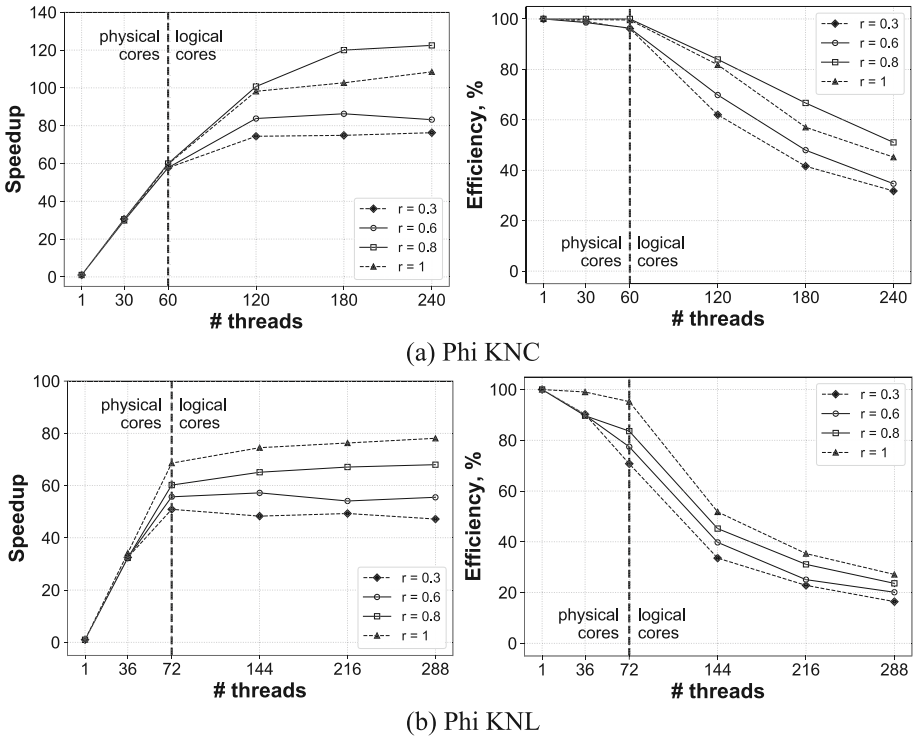 140
120
100
80
60
40
20
0
Speedup
physical logical
cores cores
r = 0.3
r = 0.6
r = 0.8
r = 1
1 30 60 120 180 240
# threads
100
80
60
40
20
0
Efficiency, %
r = 0.3
r = 0.6
r = 0.8
r = 1
physical logical
cores cores
1 30 60 120 180 240
# threads
(a) Phi KNC
100
80
60
40
20
0
Speedup
physical logical
cores cores
r = 0.3
r = 0.6
r = 0.8
r = 1
1 36 72 144 216 288
# threads
100
80
60
40
20
0
Efficiency, %
r = 0.3
r = 0.6
r = 0.8
r = 1
physical logical
cores cores
1 36 72 144 216 288
# threads
(b) Phi KNL